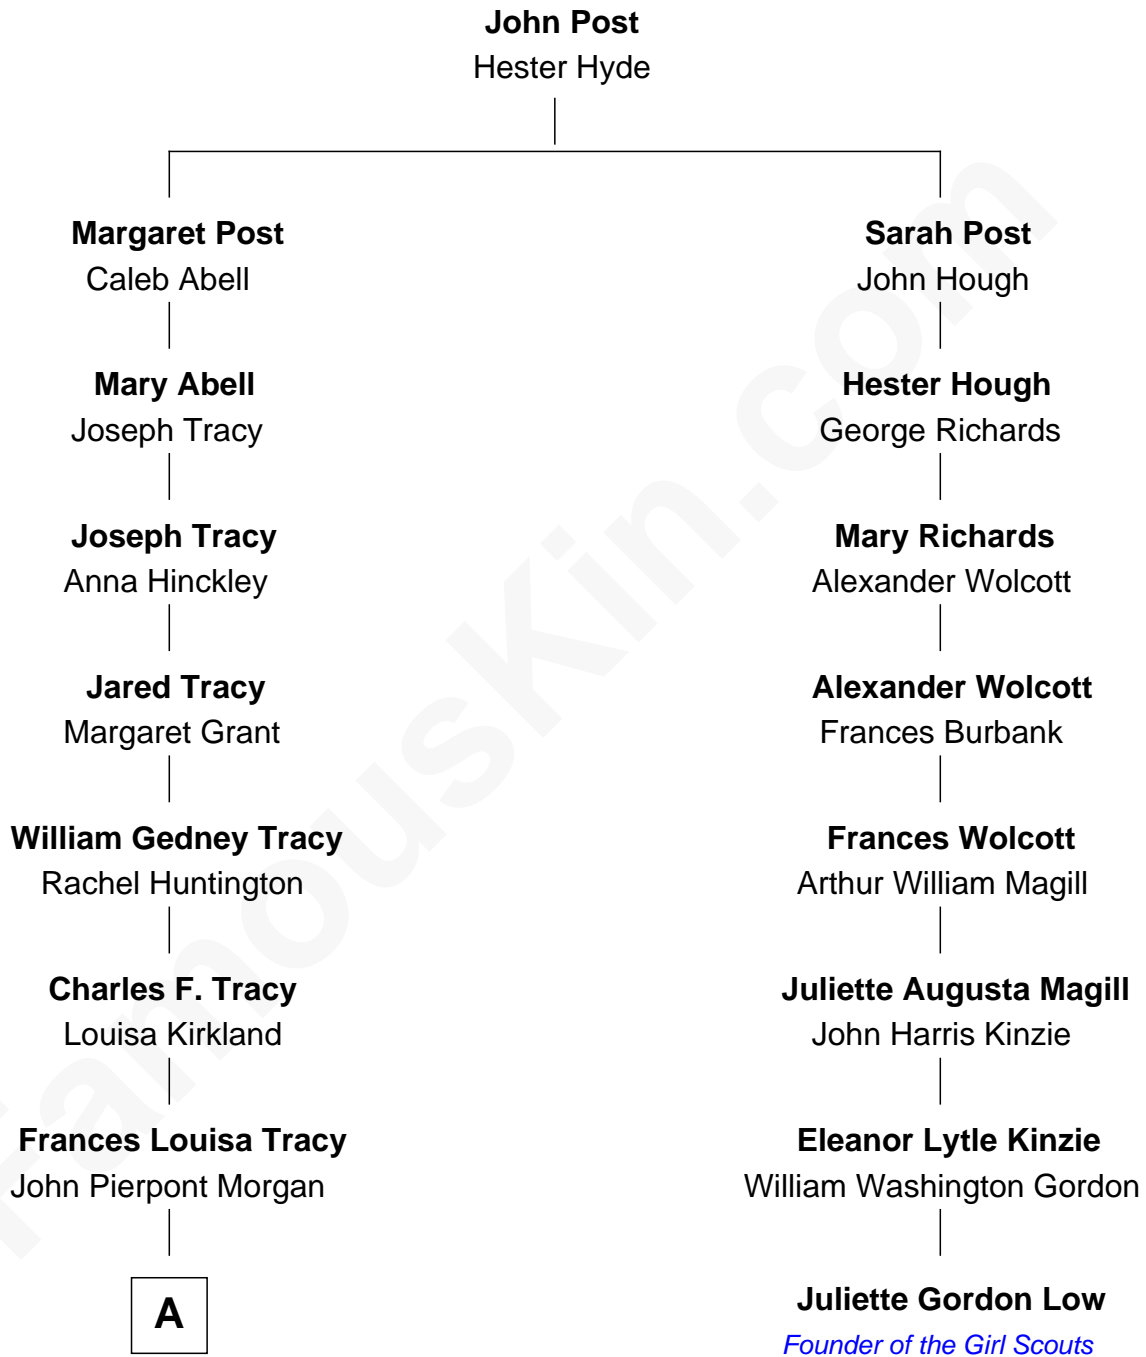 John Post
Hester Hyde
Margaret Post
Caleb Abell
Sarah Post
John Hough
Mary Abell
Joseph Tracy
Hester Hough
George Richards
Joseph Tracy
Anna Hinckley
Mary Richards
Alexander Wolcott
Jared Tracy
Margaret Grant
Alexander Wolcott
Frances Burbank
William Gedney Tracy
Rachel Huntington
Frances Wolcott
Arthur William Magill
Charles F. Tracy
Louisa Kirkland
Juliette Augusta Magill
John Harris Kinzie
Frances Louisa Tracy
John Pierpont Morgan
Eleanor Lytle Kinzie
William Washington Gordon
A
Juliette Gordon Low
Founder of the Girl Scouts
FamousKin.com